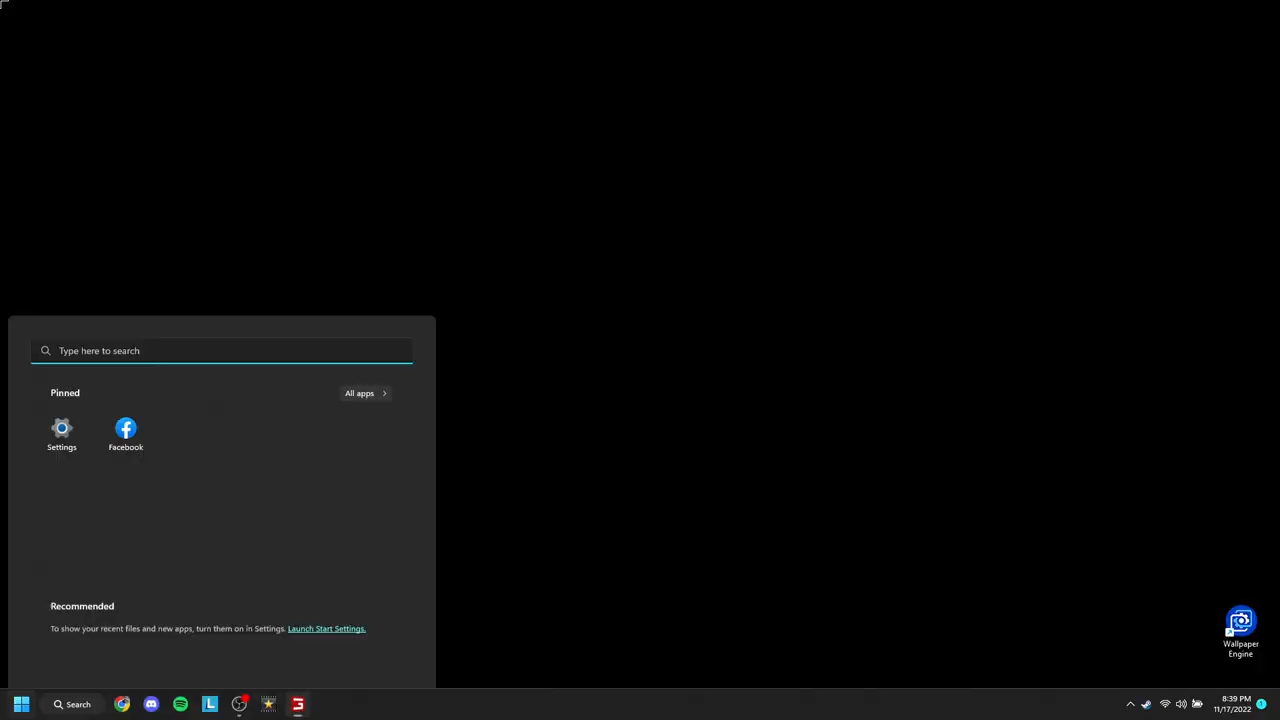 Type here to search
Pinned
All apps
Settings
Facebook
Recommended
To show your recent files and new apps, turn them on in Settings. Launch Start Settings.
Wallpaper
Engine
Search
L
8:39 PM
11/17/2022
1